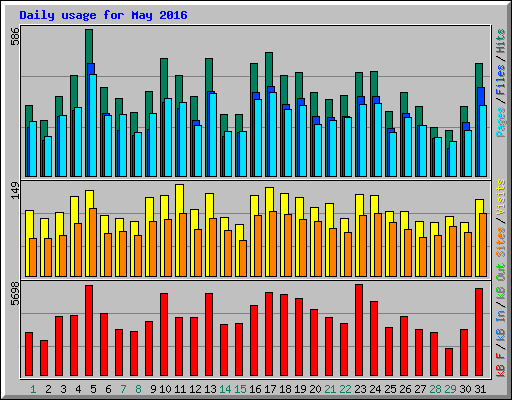 Daily usage for May 2016
586
149
5698
Pages / Files / Hits
Sites / Visits
kB F / kB In / kB Out
1 2 3 4 5 6 7 8 9 10 11 12 13 14 15 16 17 18 19 20 21 22 23 24 25 26 27 28 29 30 31